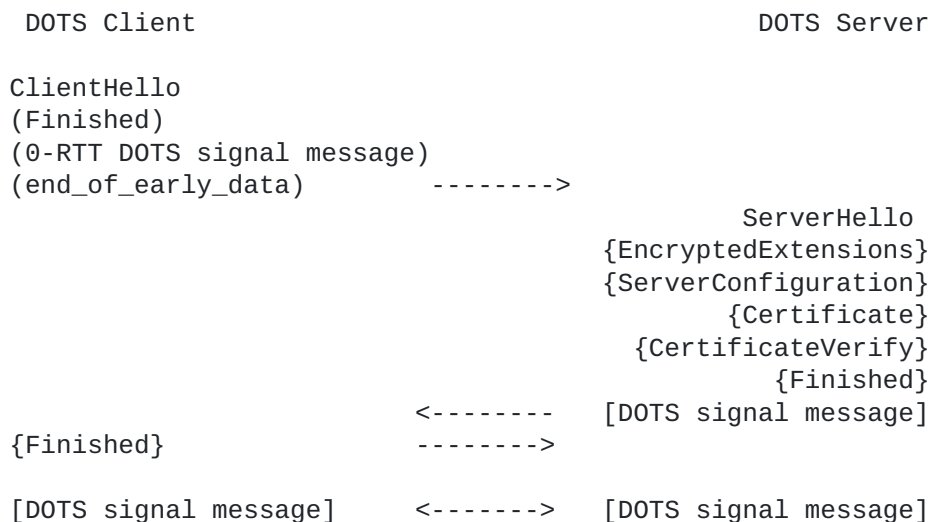 DOTS Client                                    DOTS Server

ClientHello
(Finished)
(0-RTT DOTS signal message)
(end_of_early_data)        -------->
                                               ServerHello
                                     {EncryptedExtensions}
                                     {ServerConfiguration}
                                             {Certificate}
                                       {CertificateVerify}
                                                {Finished}
                          <--------   [DOTS signal message]
{Finished}                -------->

[DOTS signal message]     <------->   [DOTS signal message]